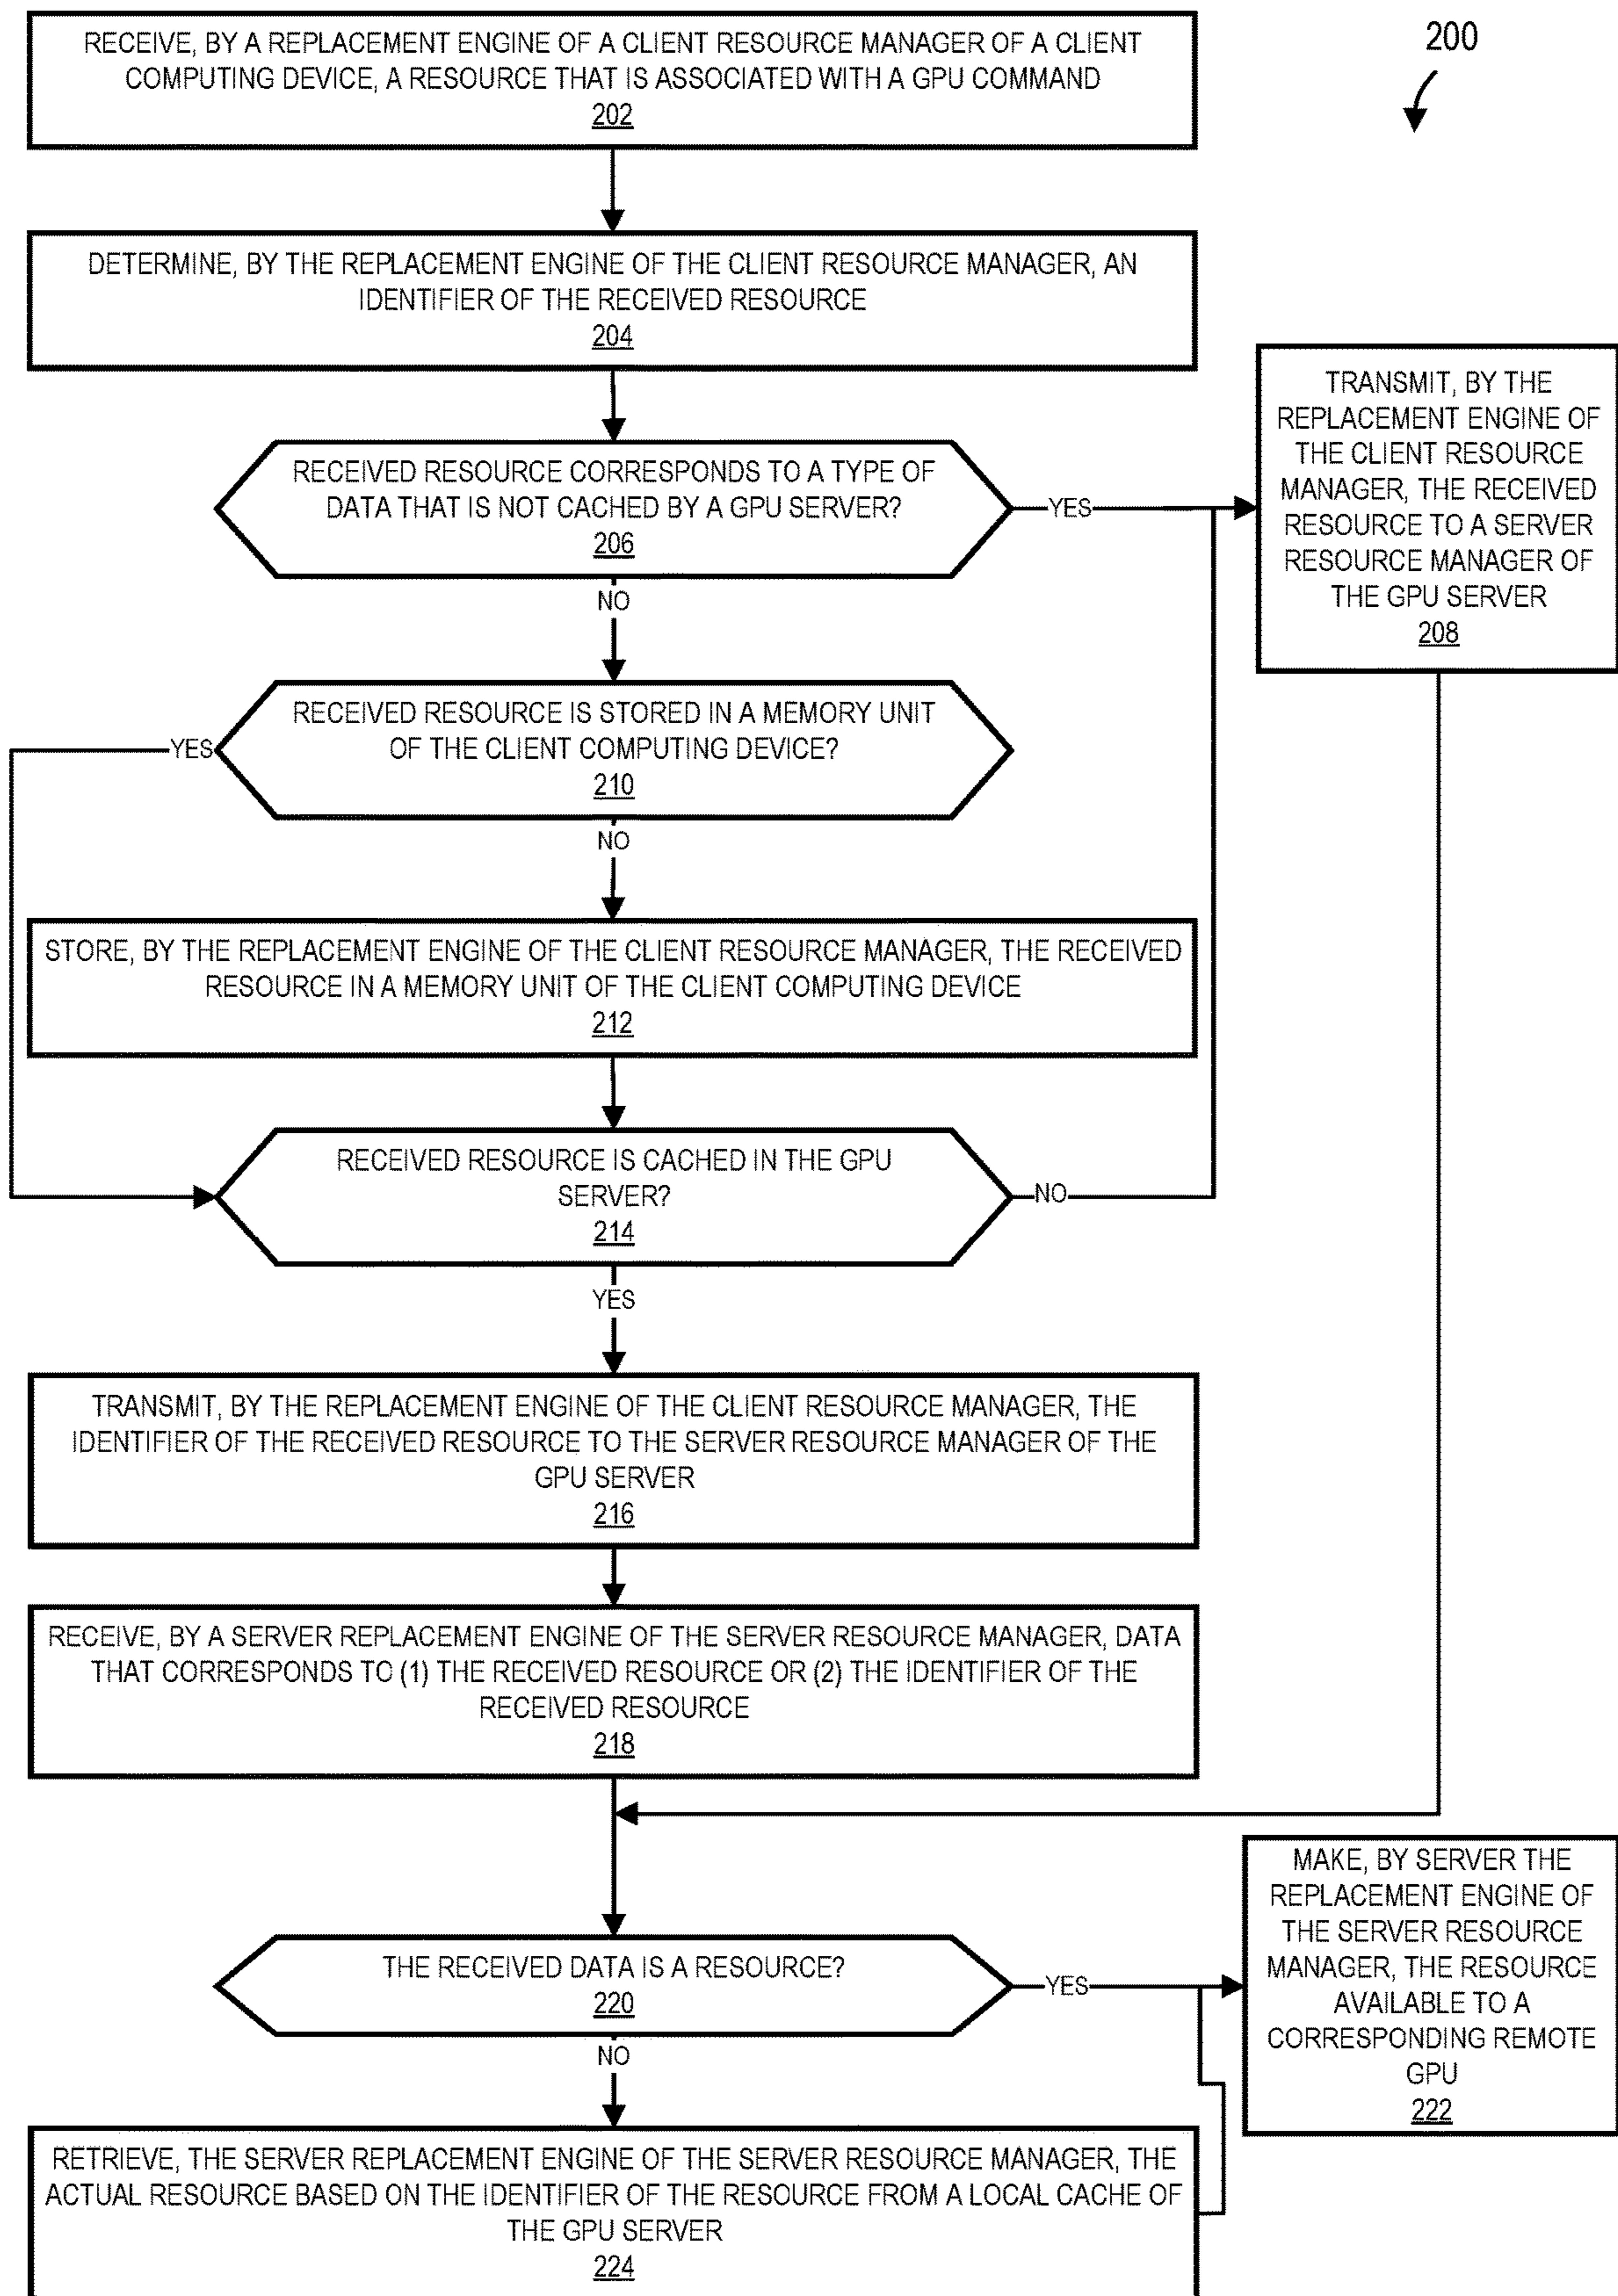 200
RECEIVE, BY A REPLACEMENT ENGINE OF A CLIENT RESOURCE MANAGER OF A CLIENT
COMPUTING DEVICE, A RESOURCE THAT IS ASSOCIATED WITH A GPU COMMAND
202
DETERMINE, BY THE REPLACEMENT ENGINE OF THE CLIENT RESOURCE MANAGER, AN
IDENTIFIER OF THE RECEIVED RESOURCE
204
RECEIVED RESOURCE CORRESPONDS TO A TYPE OF
DATA THAT IS NOT CACHED BY A GPU SERVER?
206
YES
NO
TRANSMIT, BY THE
REPLACEMENT ENGINE OF
THE CLIENT RESOURCE
MANAGER, THE RECEIVED
RESOURCE TO A SERVER
RESOURCE MANAGER OF
THE GPU SERVER
208
RECEIVED RESOURCE IS STORED IN A MEMORY UNIT
OF THE CLIENT COMPUTING DEVICE?
210
YES
NO
STORE, BY THE REPLACEMENT ENGINE OF THE CLIENT RESOURCE MANAGER, THE RECEIVED
RESOURCE IN A MEMORY UNIT OF THE CLIENT COMPUTING DEVICE
212
RECEIVED RESOURCE IS CACHED IN THE GPU
SERVER?
214
NO
YES
TRANSMIT, BY THE REPLACEMENT ENGINE OF THE CLIENT RESOURCE MANAGER, THE
IDENTIFIER OF THE RECEIVED RESOURCE TO THE SERVER RESOURCE MANAGER OF THE
GPU SERVER
216
RECEIVE, BY A SERVER REPLACEMENT ENGINE OF THE SERVER RESOURCE MANAGER, DATA
THAT CORRESPONDS TO (1) THE RECEIVED RESOURCE OR (2) THE IDENTIFIER OF THE
RECEIVED RESOURCE
218
THE RECEIVED DATA IS A RESOURCE?
220
YES
NO
MAKE, BY SERVER THE
REPLACEMENT ENGINE OF
THE SERVER RESOURCE
MANAGER, THE RESOURCE
AVAILABLE TO A
CORRESPONDING REMOTE
GPU
222
RETRIEVE, THE SERVER REPLACEMENT ENGINE OF THE SERVER RESOURCE MANAGER, THE
ACTUAL RESOURCE BASED ON THE IDENTIFIER OF THE RESOURCE FROM A LOCAL CACHE OF
THE GPU SERVER
224